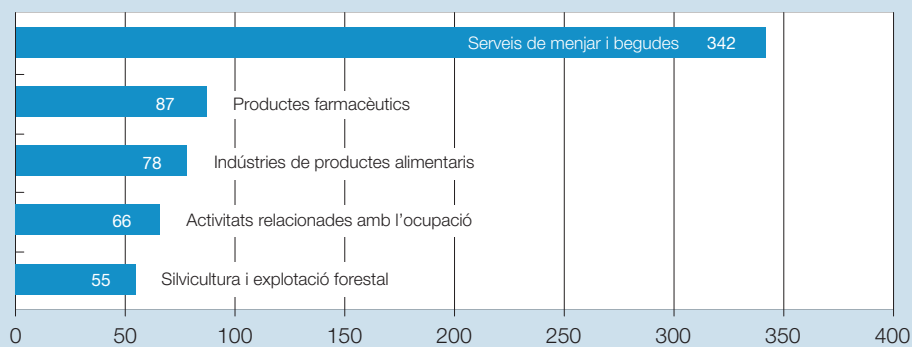 Serveis de menjar i begudes 342
87 Productes farmacèutics
78 Indústries de productes alimentaris
66 Activitats relacionades amb l’ocupació
55 Silvicultura i explotació forestal
0 50 100 150 200 250 300 350 400